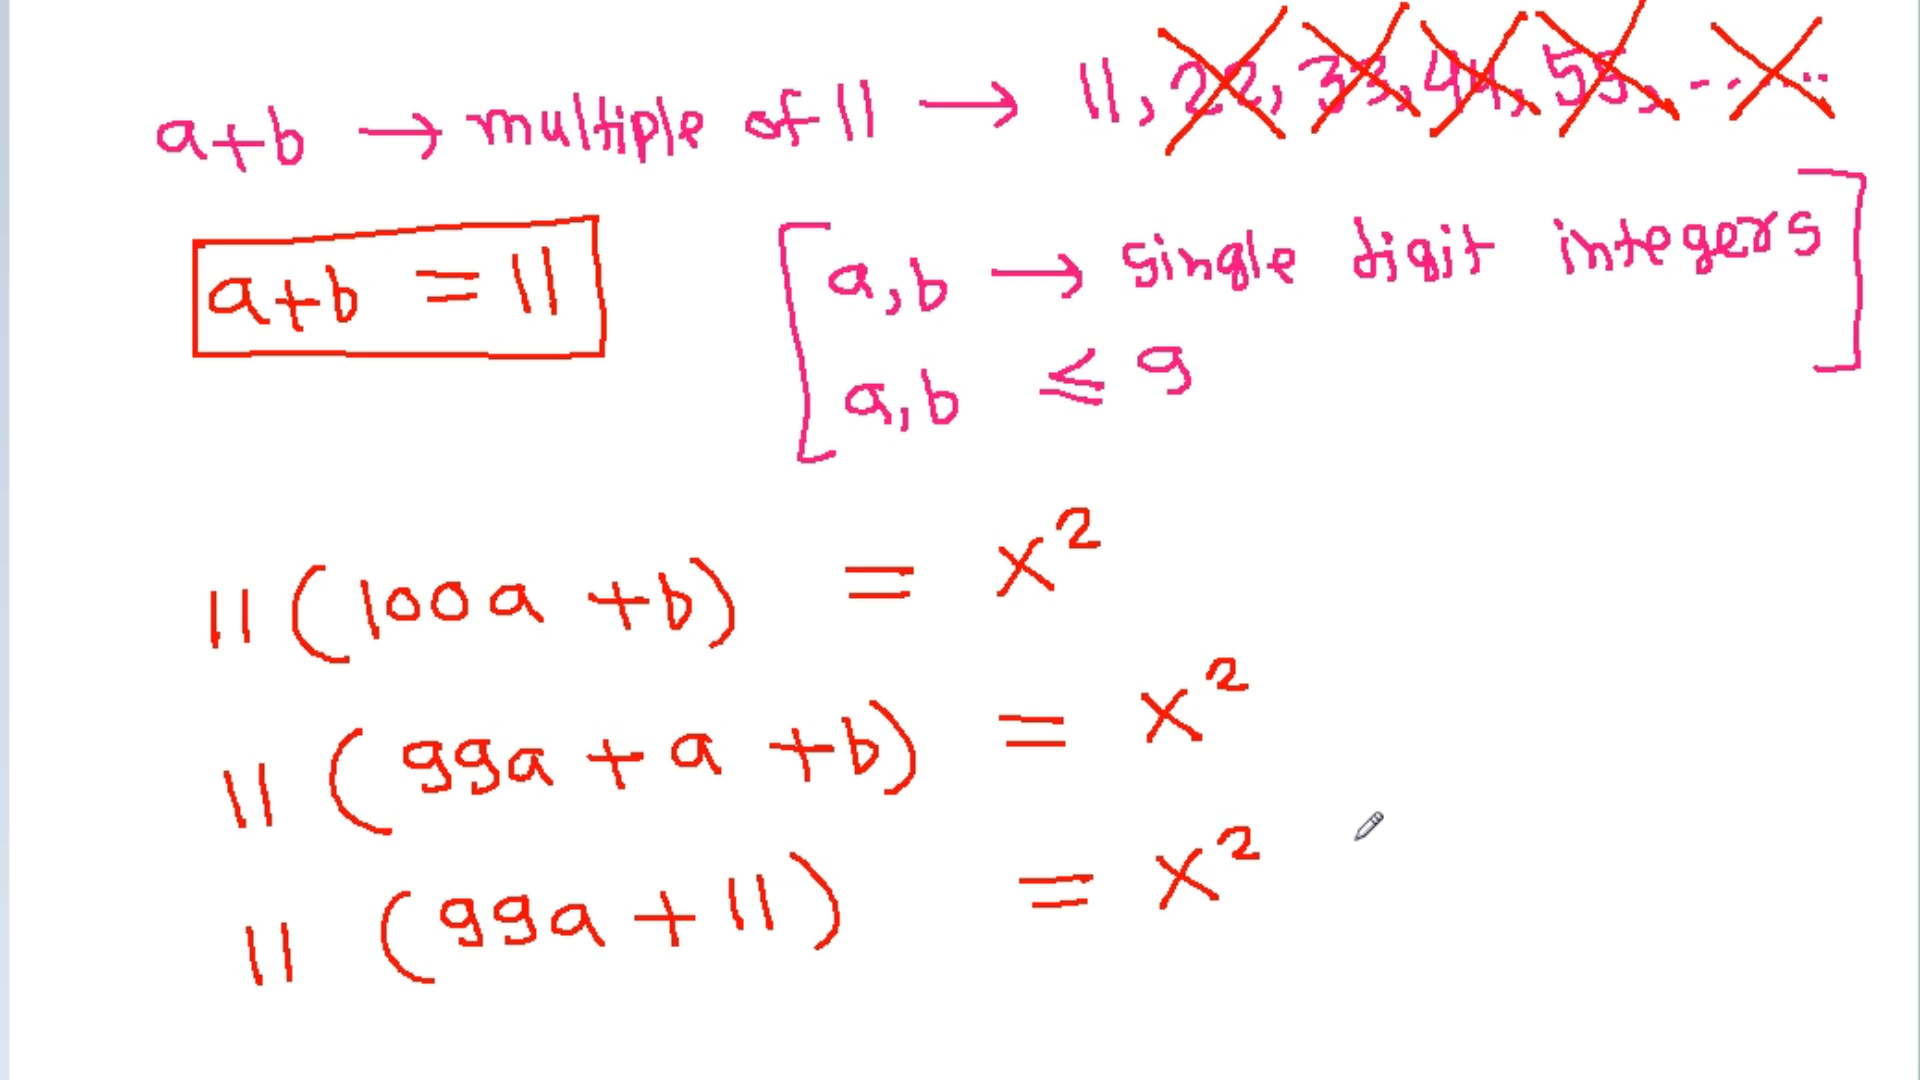 a+b → multiple of 11 → 11, 22, 33, 44, 55, .....
a+b = 11
a,b → single digit integers
a,b ≤ 9
11 (100a + b) = x²
11 (99a + a + b) = x²
11 (99a + 11) = x²